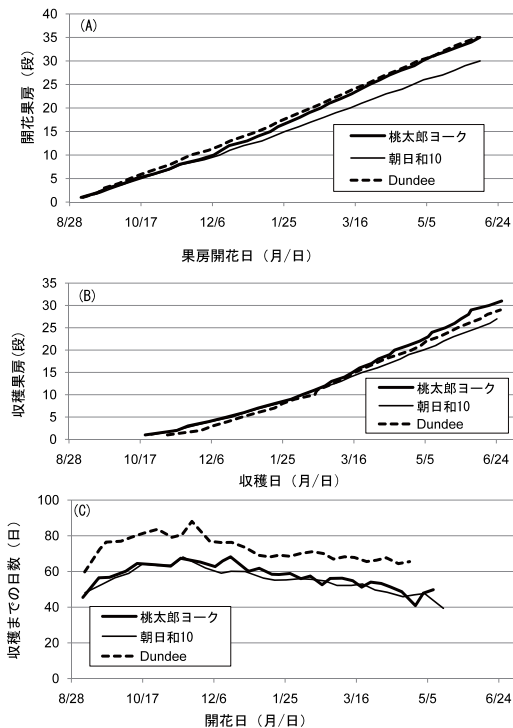 (A)
40
35
30
25
20
15
10
5
0
開花果房（段）
桃太郎ヨーク
朝日和10
Dundee
8/28 10/17 12/6 1/25 3/16 5/5 6/24
果房開花日（月/日）
(B)
35
30
25
20
15
10
5
0
収穫果房(段)
桃太郎ヨーク
朝日和10
Dundee
8/28 10/17 12/6 1/25 3/16 5/5 6/24
収穫日（月/日）
(C)
100
80
60
40
20
0
収穫までの日数（日）
桃太郎ヨーク
朝日和10
Dundee
8/28 10/17 12/6 1/25 3/16 5/5 6/24
開花日（月/日）